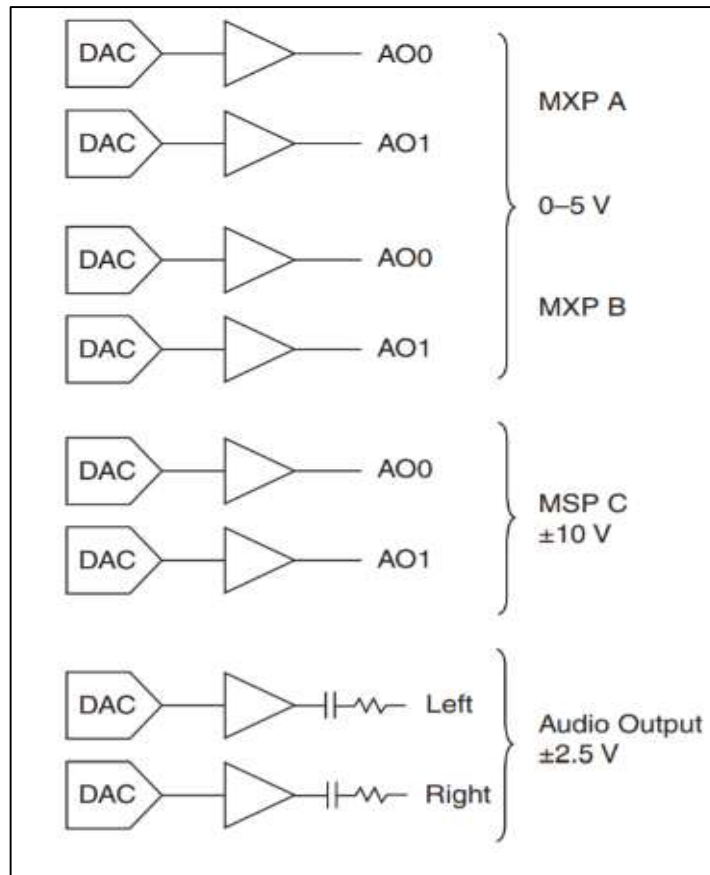 DAC AO0
DAC AO1
MXP A
0–5 V
DAC AO0
DAC AO1
MXP B
DAC AO0
DAC AO1
MSP C
±10 V
DAC Left
DAC Right
Audio Output
±2.5 V